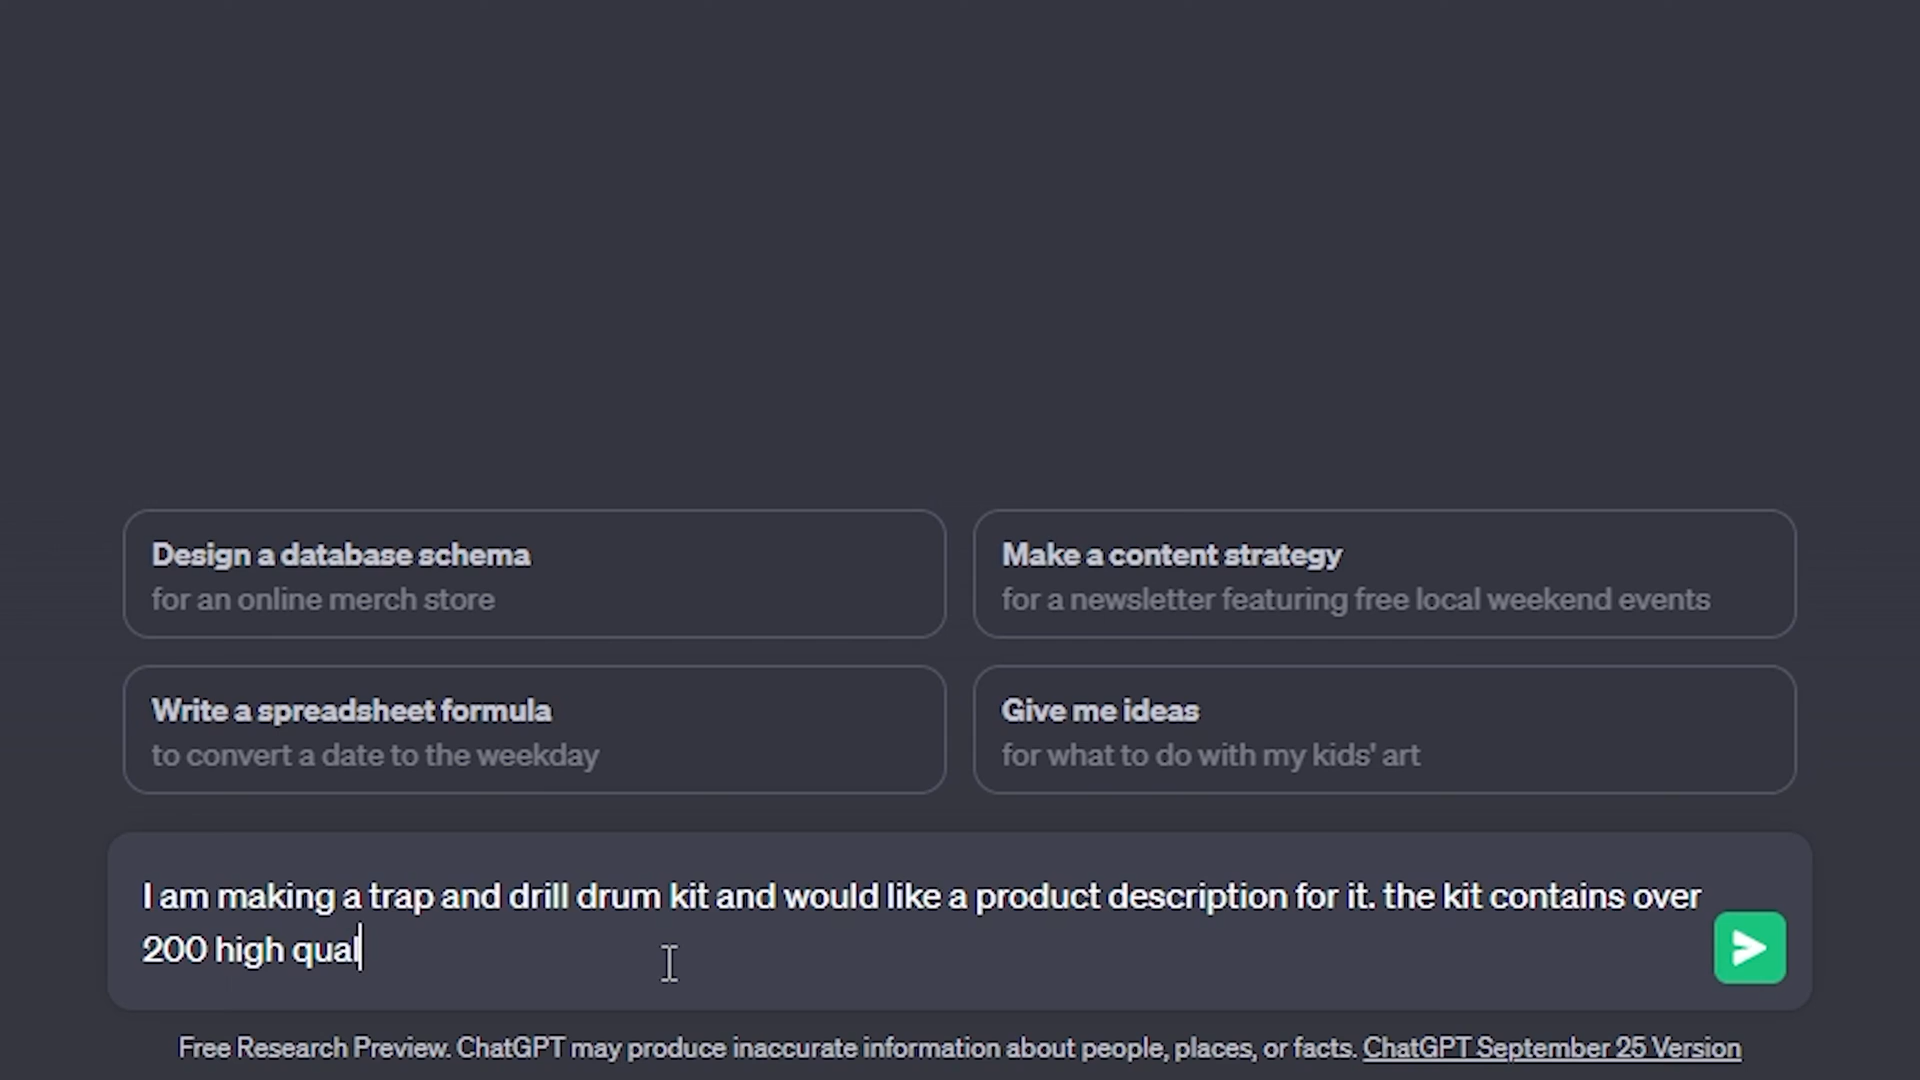 Design a database schema
for an online merch store
Make a content strategy
for a newsletter featuring free local weekend events
Write a spreadsheet formula
to convert a date to the weekday
Give me ideas
for what to do with my kids' art
I am making a trap and drill drum kit and would like a product description for it. the kit contains over
200 high qual
Free Research Preview. ChatGPT may produce inaccurate information about people, places, or facts. ChatGPT September 25 Version